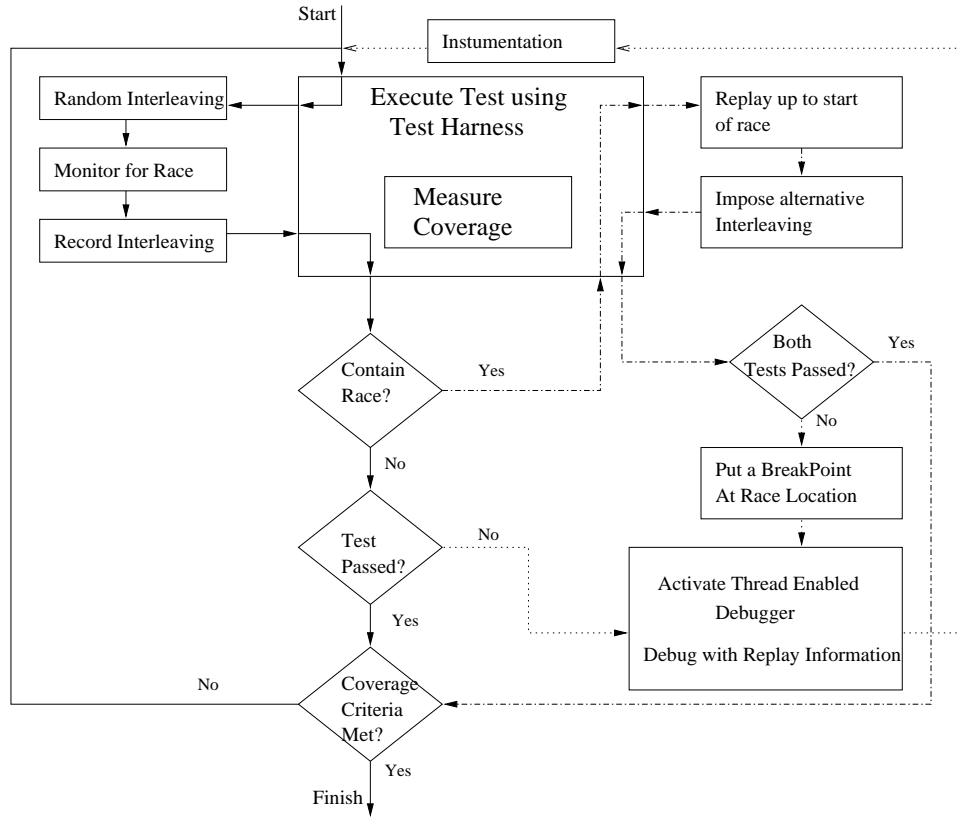 Start
Instumentation
Random Interleaving
Monitor for Race
Record Interleaving
Execute Test using
Test Harness
Measure
Coverage
Replay up to start
of race
Impose alternative
Interleaving
Contain
Race?
Yes
No
Both
Tests Passed?
Yes
No
Put a BreakPoint
At Race Location
Test
Passed?
No
Yes
Activate Thread Enabled
Debugger
Debug with Replay Information
Coverage
Criteria
Met?
No
Yes
Finish